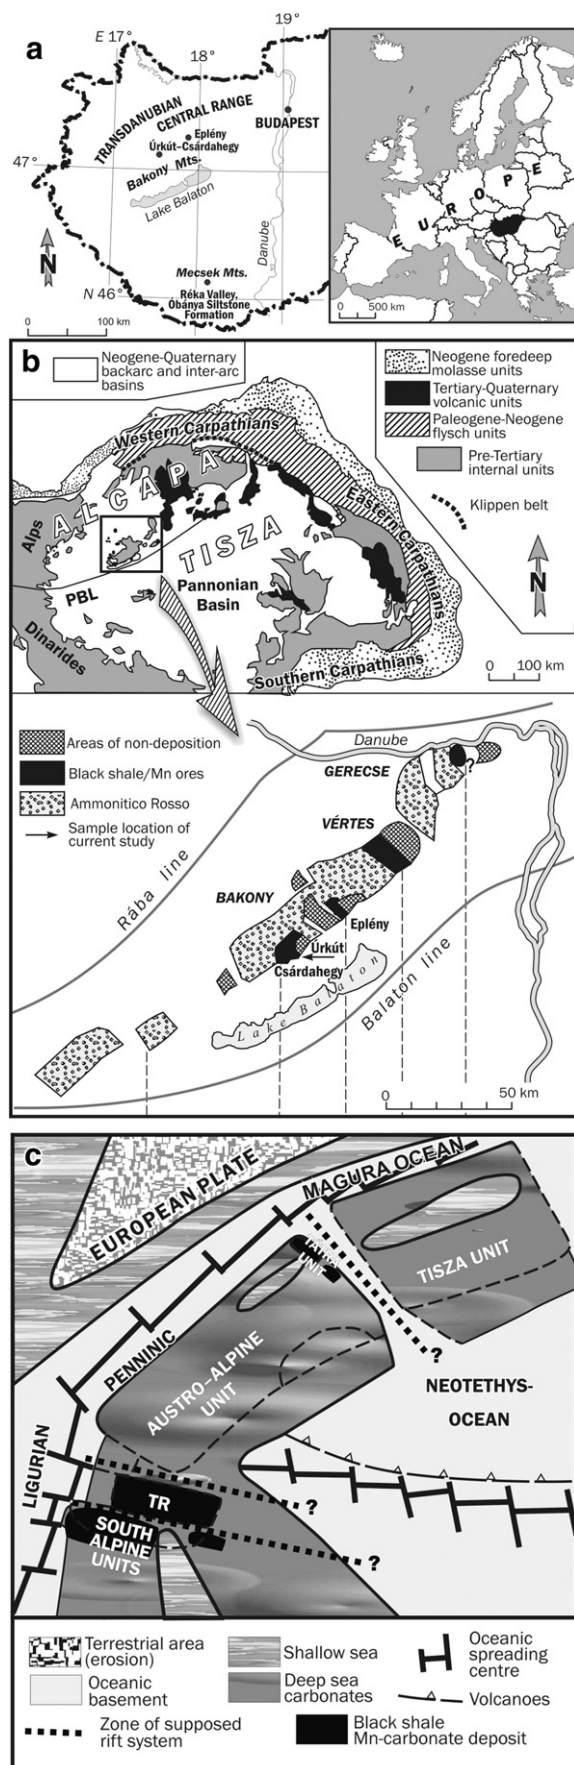 a
E 17°
18°
19°
TRANSDANUBIAN
CENTRAL RANGE
BUDAPEST
Eplény
Úrkút–Csárdahegy
47°
Bakony Mts.
Lake Balaton
Danube
N
Mecsek Mts.
N 46°
Réka Valley,
Óbánya Siltstone
Formation
0 100 km
EUROPE
0 500 km
b
Neogene-Quaternary
backarc and inter-arc
basins
Neogene foredeep
molasse units
Tertiary-Quaternary
volcanic units
Paleogene-Neogene
flysch units
Pre-Tertiary
internal units
Klippen belt
Western Carpathians
ALCAPA
Alps
TISZA
Eastern Carpathians
PBL
Pannonian
Basin
N
Dinarides
Southern Carpathians
0 100 km
Areas of non-deposition
Black shale/Mn ores
Ammonitico Rosso
Sample location of
current study
Danube
GERECSE
?
VÉRTES
Rába line
BAKONY
Eplény
Úrkút
Csárdahegy
Lake Balaton
Balaton line
0 50 km
c
EUROPEAN PLATE
MAGURA OCEAN
TATRA
UNIT
TISZA UNIT
PENNINIC
AUSTRO–ALPINE
UNIT
?
NEOTETHYS-
OCEAN
LIGURIAN
TR
?
SOUTH
ALPINE
UNITS
?
Terrestrial area
(erosion)
Shallow sea
Oceanic
spreading
centre
Oceanic
basement
Deep sea
carbonates
Volcanoes
Zone of supposed
rift system
Black shale
Mn-carbonate deposit